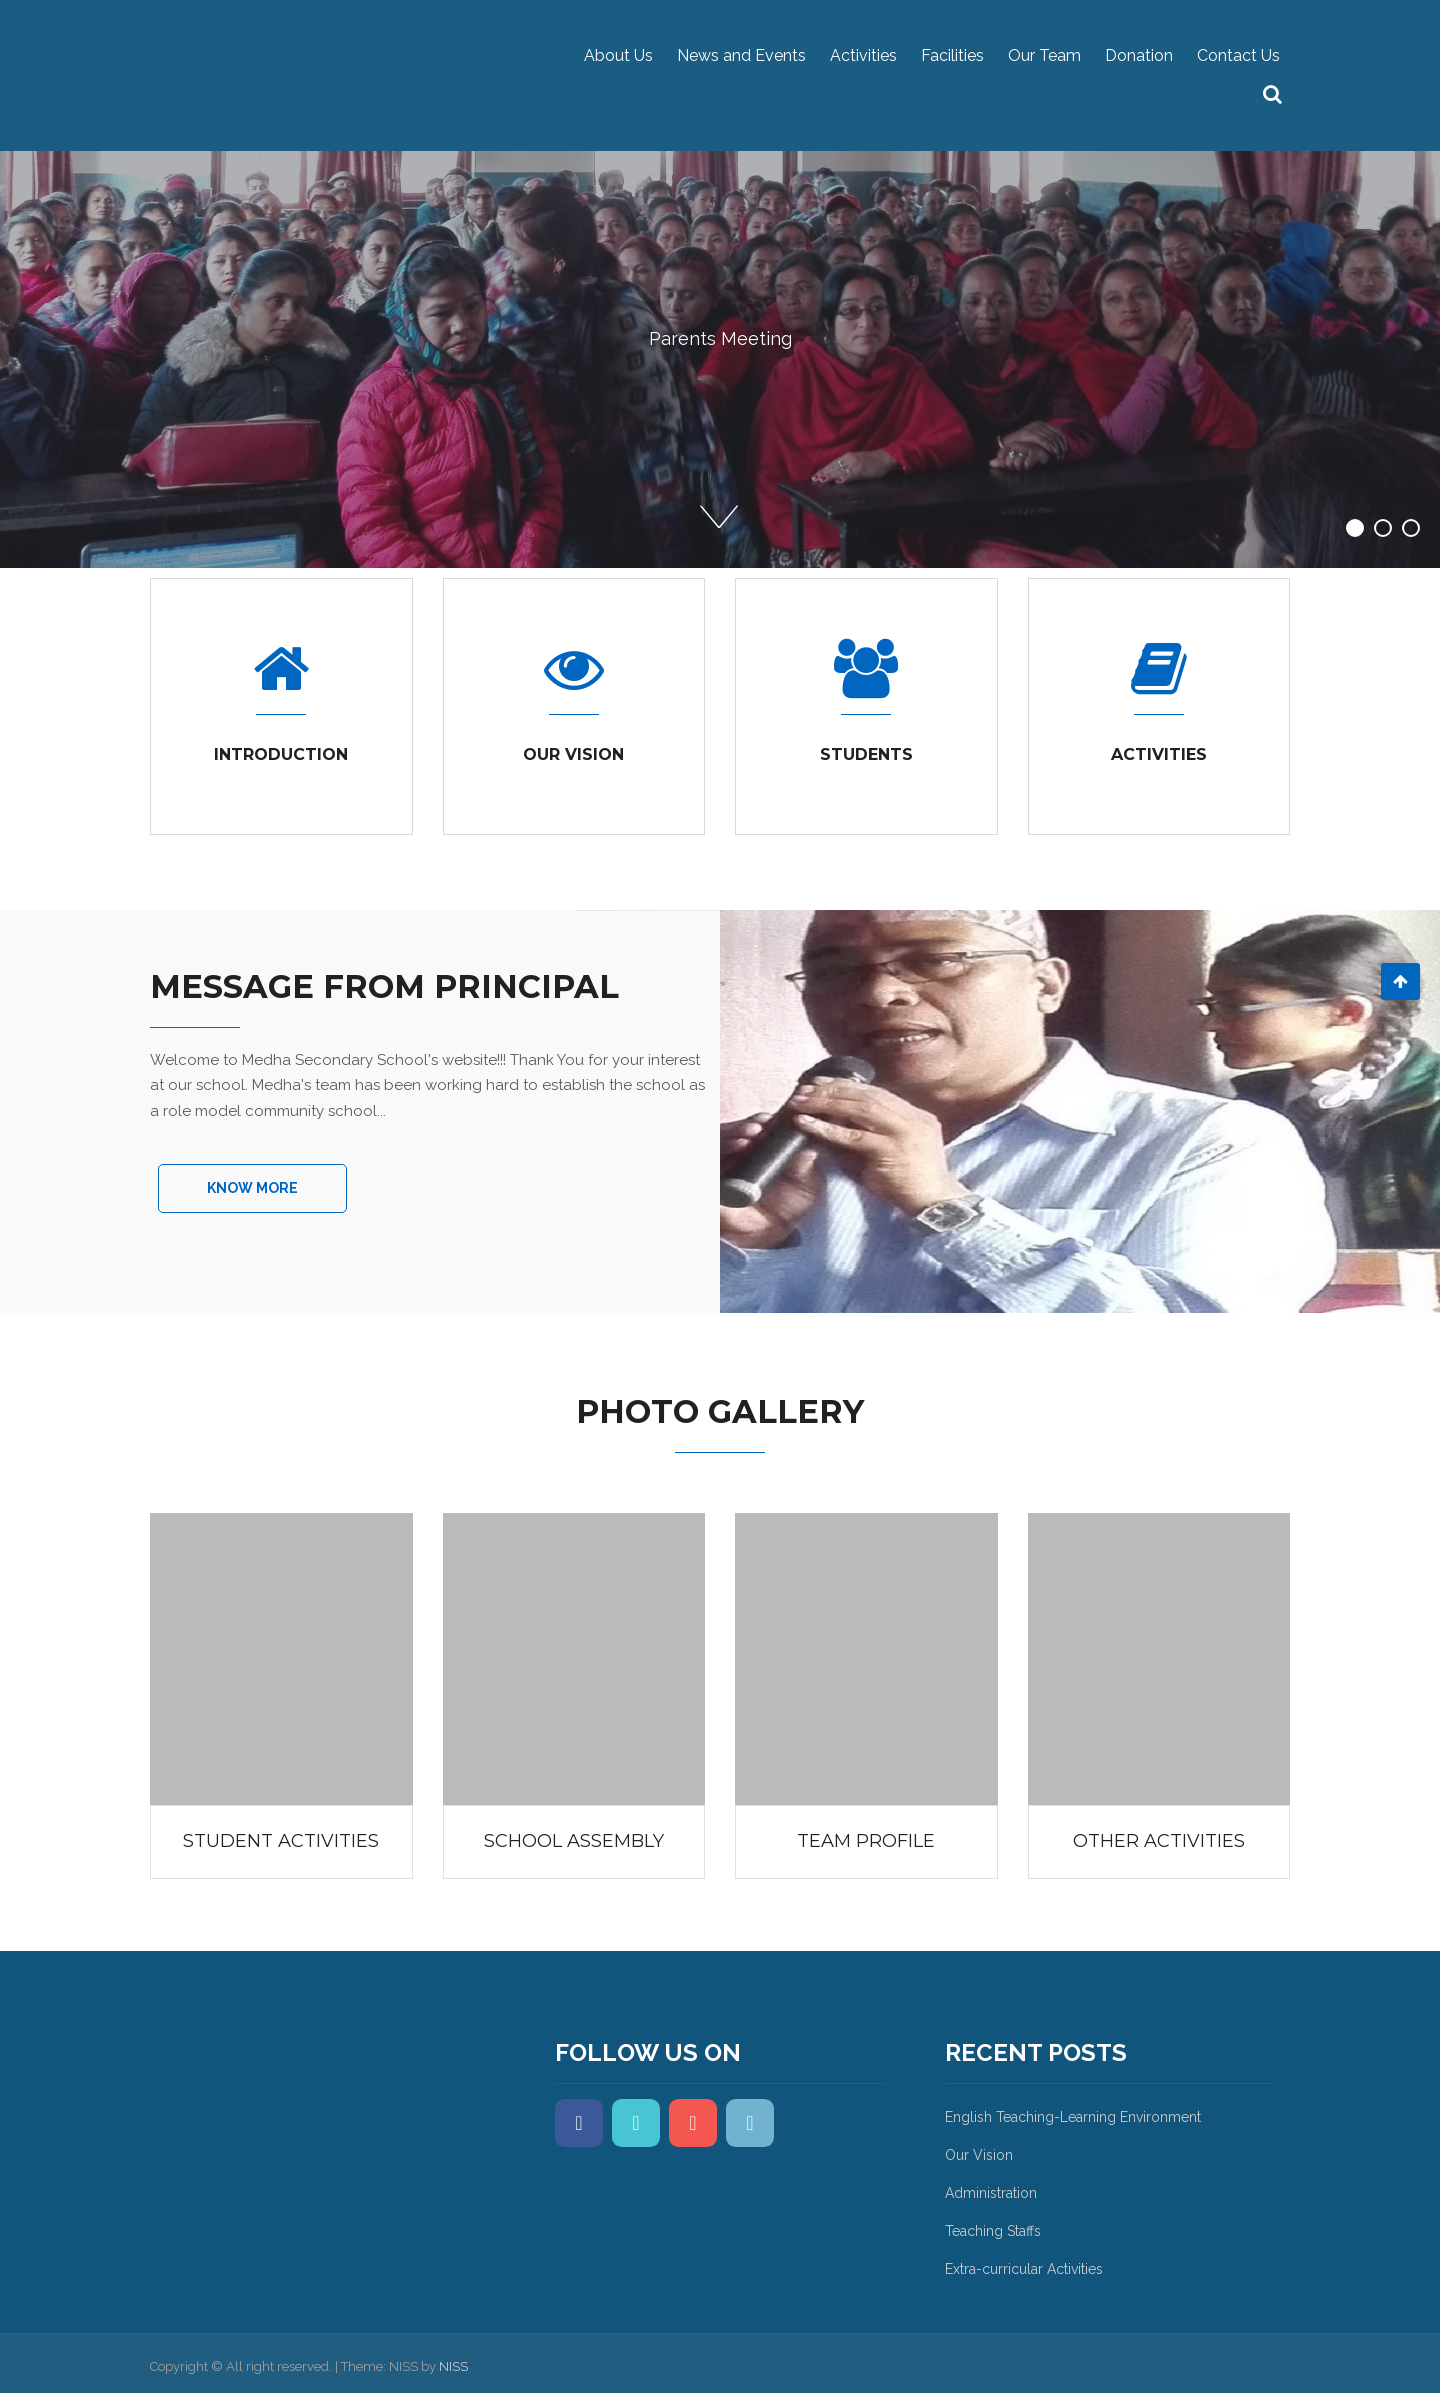 About Us News and Events Activities Facilities Our Team Donation Contact Us
Parents Meeting
INTRODUCTION
OUR VISION
STUDENTS
ACTIVITIES
MESSAGE FROM PRINCIPAL
Welcome to Medha Secondary School's website!!! Thank You for your interest
at our school. Medha's team has been working hard to establish the school as
a role model community school...
KNOW MORE
PHOTO GALLERY
STUDENT ACTIVITIES
SCHOOL ASSEMBLY
TEAM PROFILE
OTHER ACTIVITIES
FOLLOW US ON
RECENT POSTS
English Teaching-Learning Environment
Our Vision
Administration
Teaching Staffs
Extra-curricular Activities
Copyright © All right reserved. | Theme: NISS by NISS